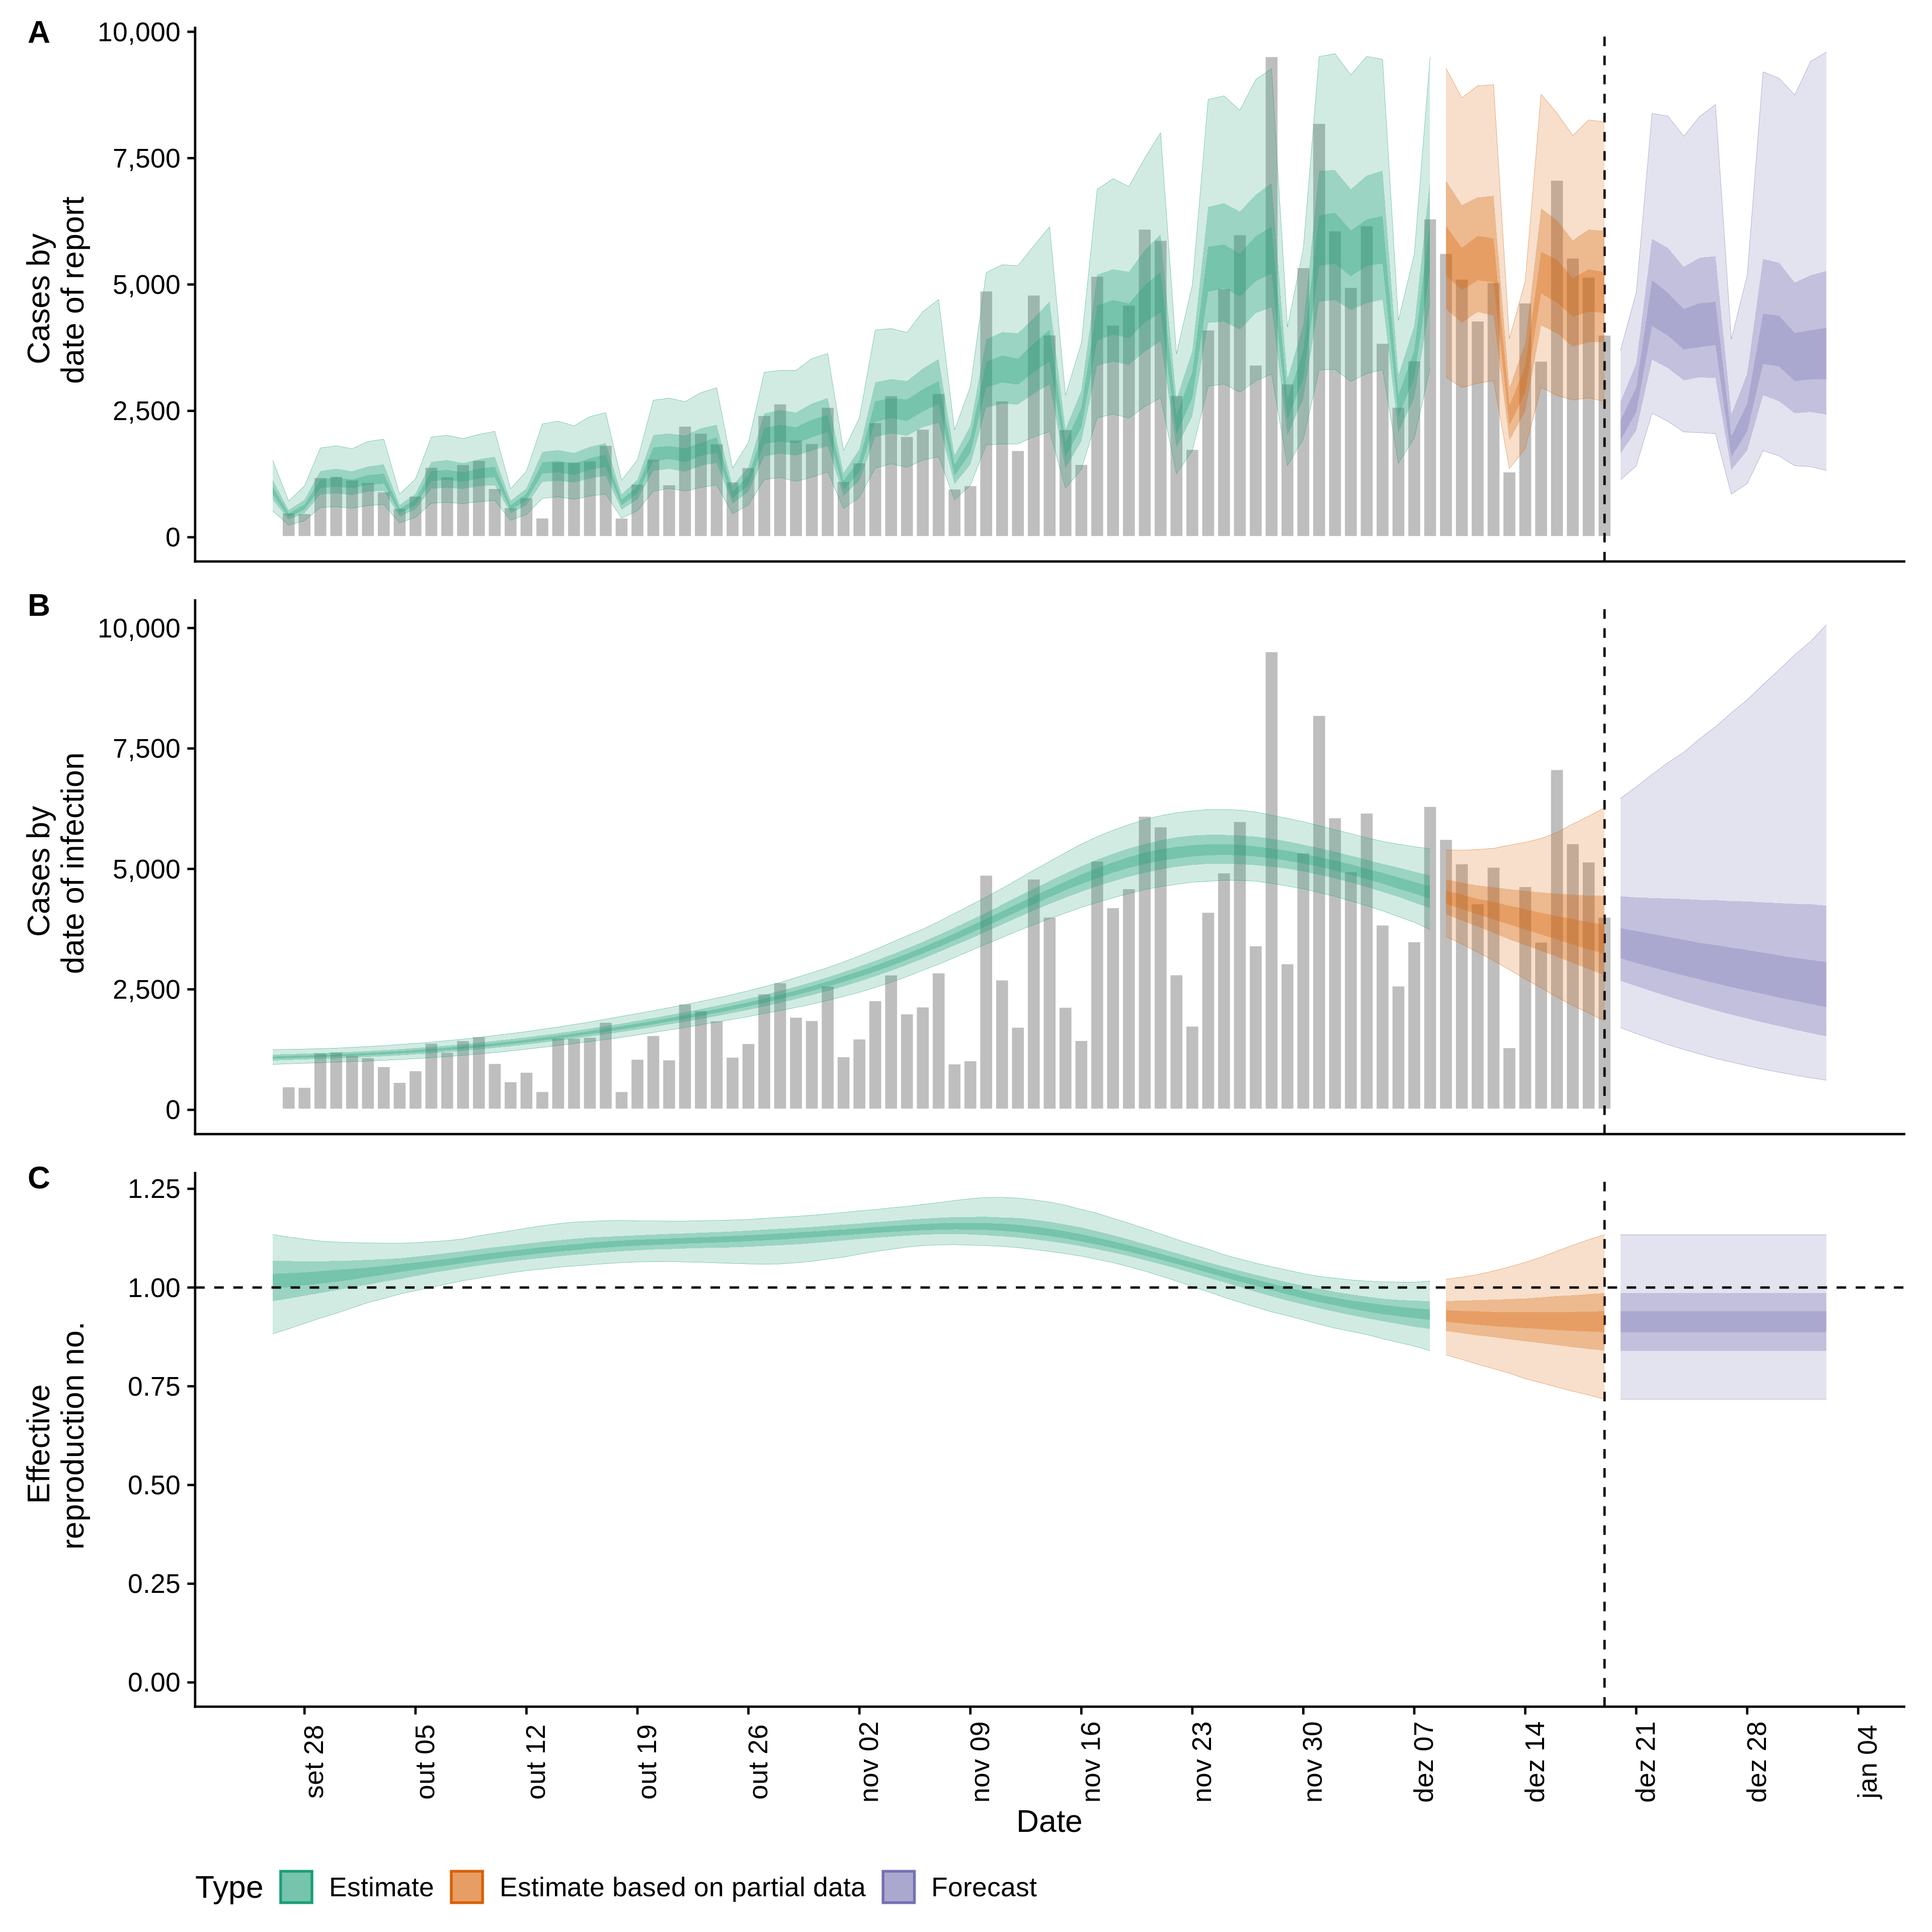 A
10,000
7,500
5,000
2,500
0
Cases by
date of report
B
10,000
7,500
5,000
2,500
0
Cases by
date of infection
C
1.25
1.00
0.75
0.50
0.25
0.00
Effective
reproduction no.
set 28
out 05
out 12
out 19
out 26
nov 02
nov 09
nov 16
nov 23
nov 30
dez 07
dez 14
dez 21
dez 28
jan 04
Date
Type Estimate Estimate based on partial data Forecast